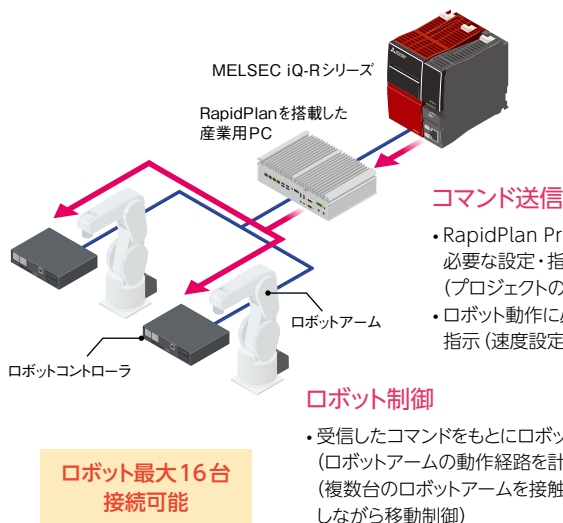 MELSEC iQ-Rシリーズ
RapidPlanを搭載した
産業用PC
コマンド送信
・RapidPlan Pr
必要な設定・指
(プロジェクトの
・ロボット動作に
指示(速度設定
ロボットアーム
ロボットコントローラ
ロボット制御
・受信したコマンドをもとにロボッ
(ロボットアームの動作経路を計
(複数台のロボットアームを接触
しながら移動制御)
ロボット最大16台
接続可能